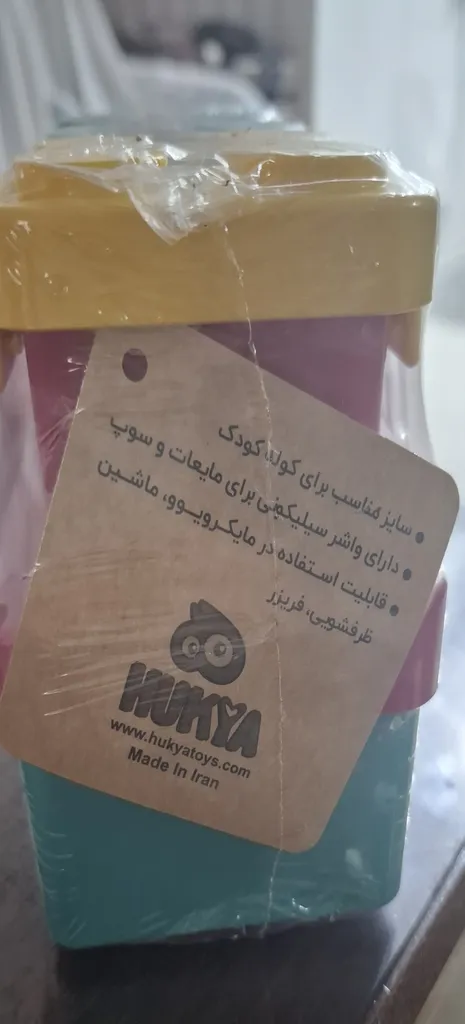 • سایز مناسب برای کوله کودک
• دارای واشر سیلیکونی برای مایعات و سوپ
• قابلیت استفاده در مایکروویو، ماشین
ظرفشویی، فریزر
HUKYA
www.hukyatoys.com
Made In Iran